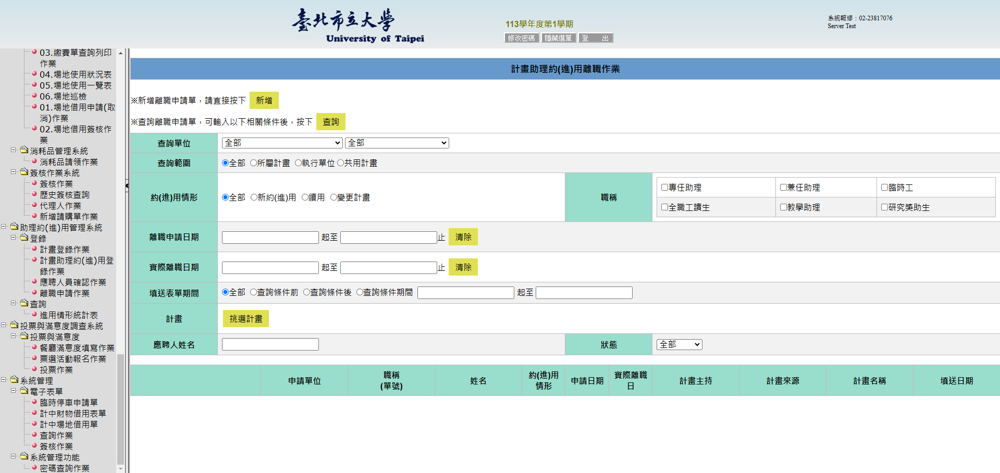 臺北市立大學
University of Taipei
113學年度第1學期
修改密碼 隱藏選單 登 出
系統報修：02-23817076
Server Test
03.繳費單查詢列印
作業
04.場地使用狀況表
05.場地使用一覽表
06.場地巡檢
01.場地借用申請(取
消)作業
02.場地借用簽核作
業
消耗品管理系統
消耗品請領作業
簽核作業系統
簽核作業
歷史簽核查詢
代理人作業
新增請購單作業
助理約(進)用管理系統
登錄
計畫登錄作業
計畫助理約(進)用登
錄作業
應聘人員確認作業
離職申請作業
查詢
進用情形統計表
投票與滿意度調查系統
投票與滿意度
餐廳滿意度填寫作業
票選活動報名作業
投票作業
系統管理
電子表單
臨時停車申請單
計中財物借用表單
計中場地借用單
查詢作業
簽核作業
系統管理功能
密碼查詢作業
計畫助理約(進)用離職作業
※新增離職申請單，請直接按下 新增
※查詢離職申請單，可輸入以下相關條件後，按下 查詢
查詢單位 全部 全部
查詢範圍 全部 所屬計畫 執行單位 共用計畫
約(進)用情形 全部 新約(進)用 續用 變更計畫
職稱 專任助理 兼任助理 臨時工
全職工讀生 教學助理 研究獎助生
離職申請日期 起至 止 清除
實際離職日期 起至 止 清除
填送表單期間 全部 查詢條件前 查詢條件後 查詢條件期間 起至
計畫 挑選計畫
應聘人姓名 狀態 全部
申請單位 職稱 姓名 約(進)用 申請日期 實際離職 計畫主持 計畫來源 計畫名稱 填送日期
(單號) 情形 日